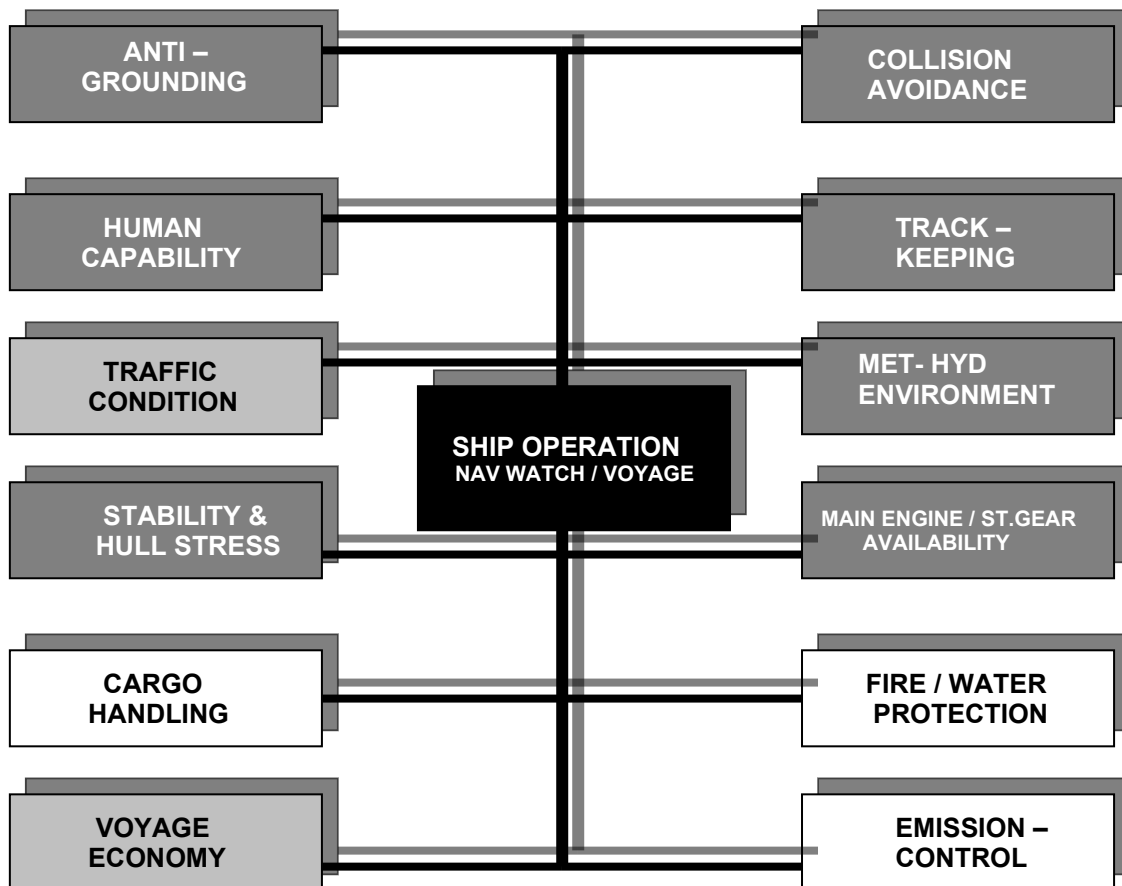 ANTI –
GROUNDING
COLLISION
AVOIDANCE
HUMAN
CAPABILITY
TRACK –
KEEPING
TRAFFIC
CONDITION
MET- HYD
ENVIRONMENT
SHIP OPERATION
NAV WATCH / VOYAGE
STABILITY &
HULL STRESS
MAIN ENGINE / ST.GEAR
AVAILABILITY
CARGO
HANDLING
FIRE / WATER
PROTECTION
VOYAGE
ECONOMY
EMISSION –
CONTROL